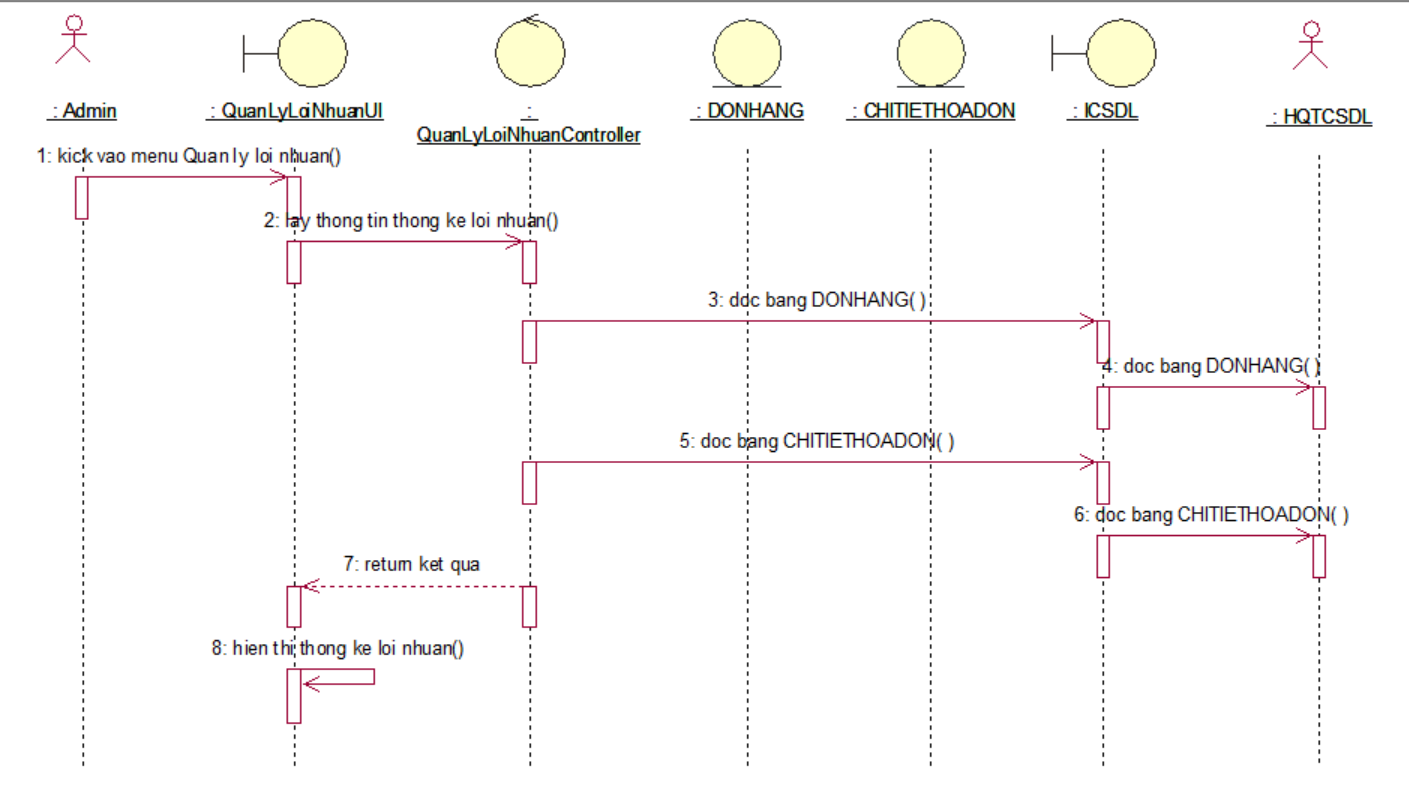 : Admin
: QuanLyLoiNhuanUI
:
QuanLyLoiNhuanController
: DONHANG
: CHITIETHOADON
: ICSDL
: HQTCSDL
1: kick vao menu Quan ly loi nhuan()
2: lay thong tin thong ke loi nhuan()
3: doc bang DONHANG( )
4: doc bang DONHANG( )
5: doc bang CHITIETHOADON( )
6: doc bang CHITIETHOADON( )
7: return ket qua
8: hien thi thong ke loi nhuan()